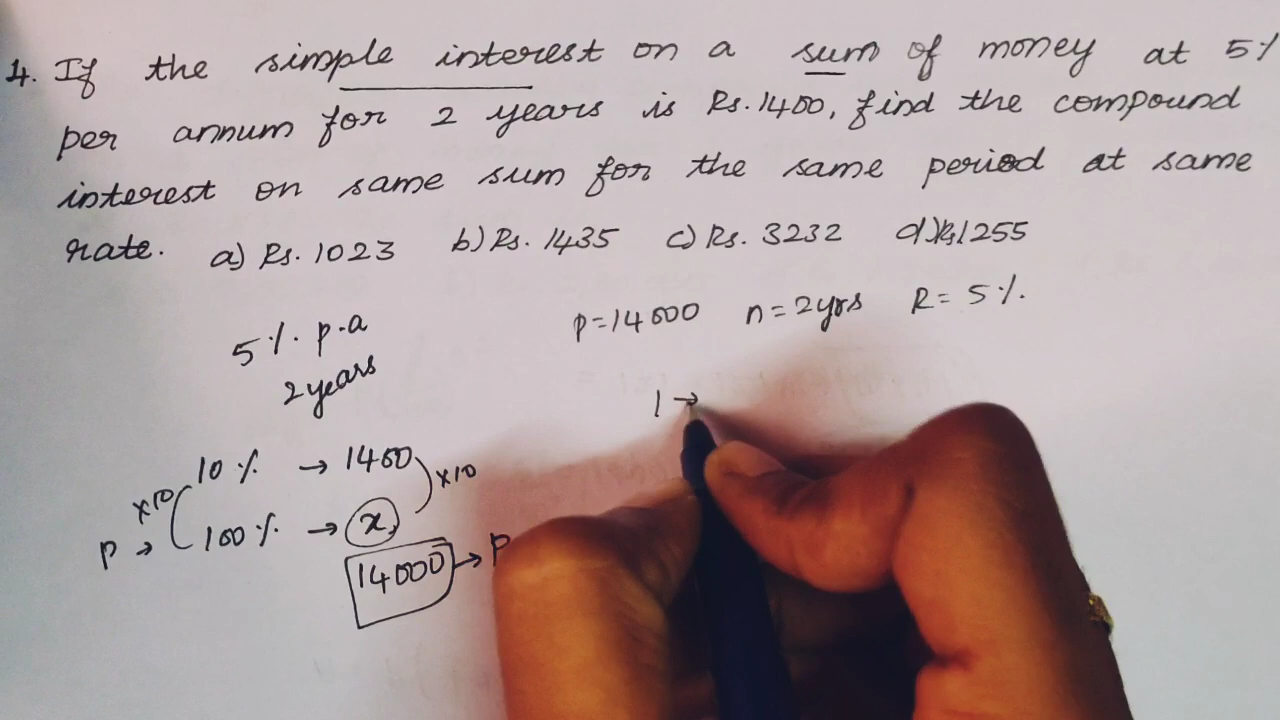 4. If the simple interest on a sum of money at 5%
per annum for 2 years is Rs.1400, find the compound
interest on same sum for the same period at same
rate. a) Rs. 1023 b) Rs. 1435 c) Rs. 3232 d) Rs1255
P=14000 n=2yrs R= 5%.
5%. p.a
2 years
1 →
10% → 1400
×10 ×10
P → 100% → x
14000 → P